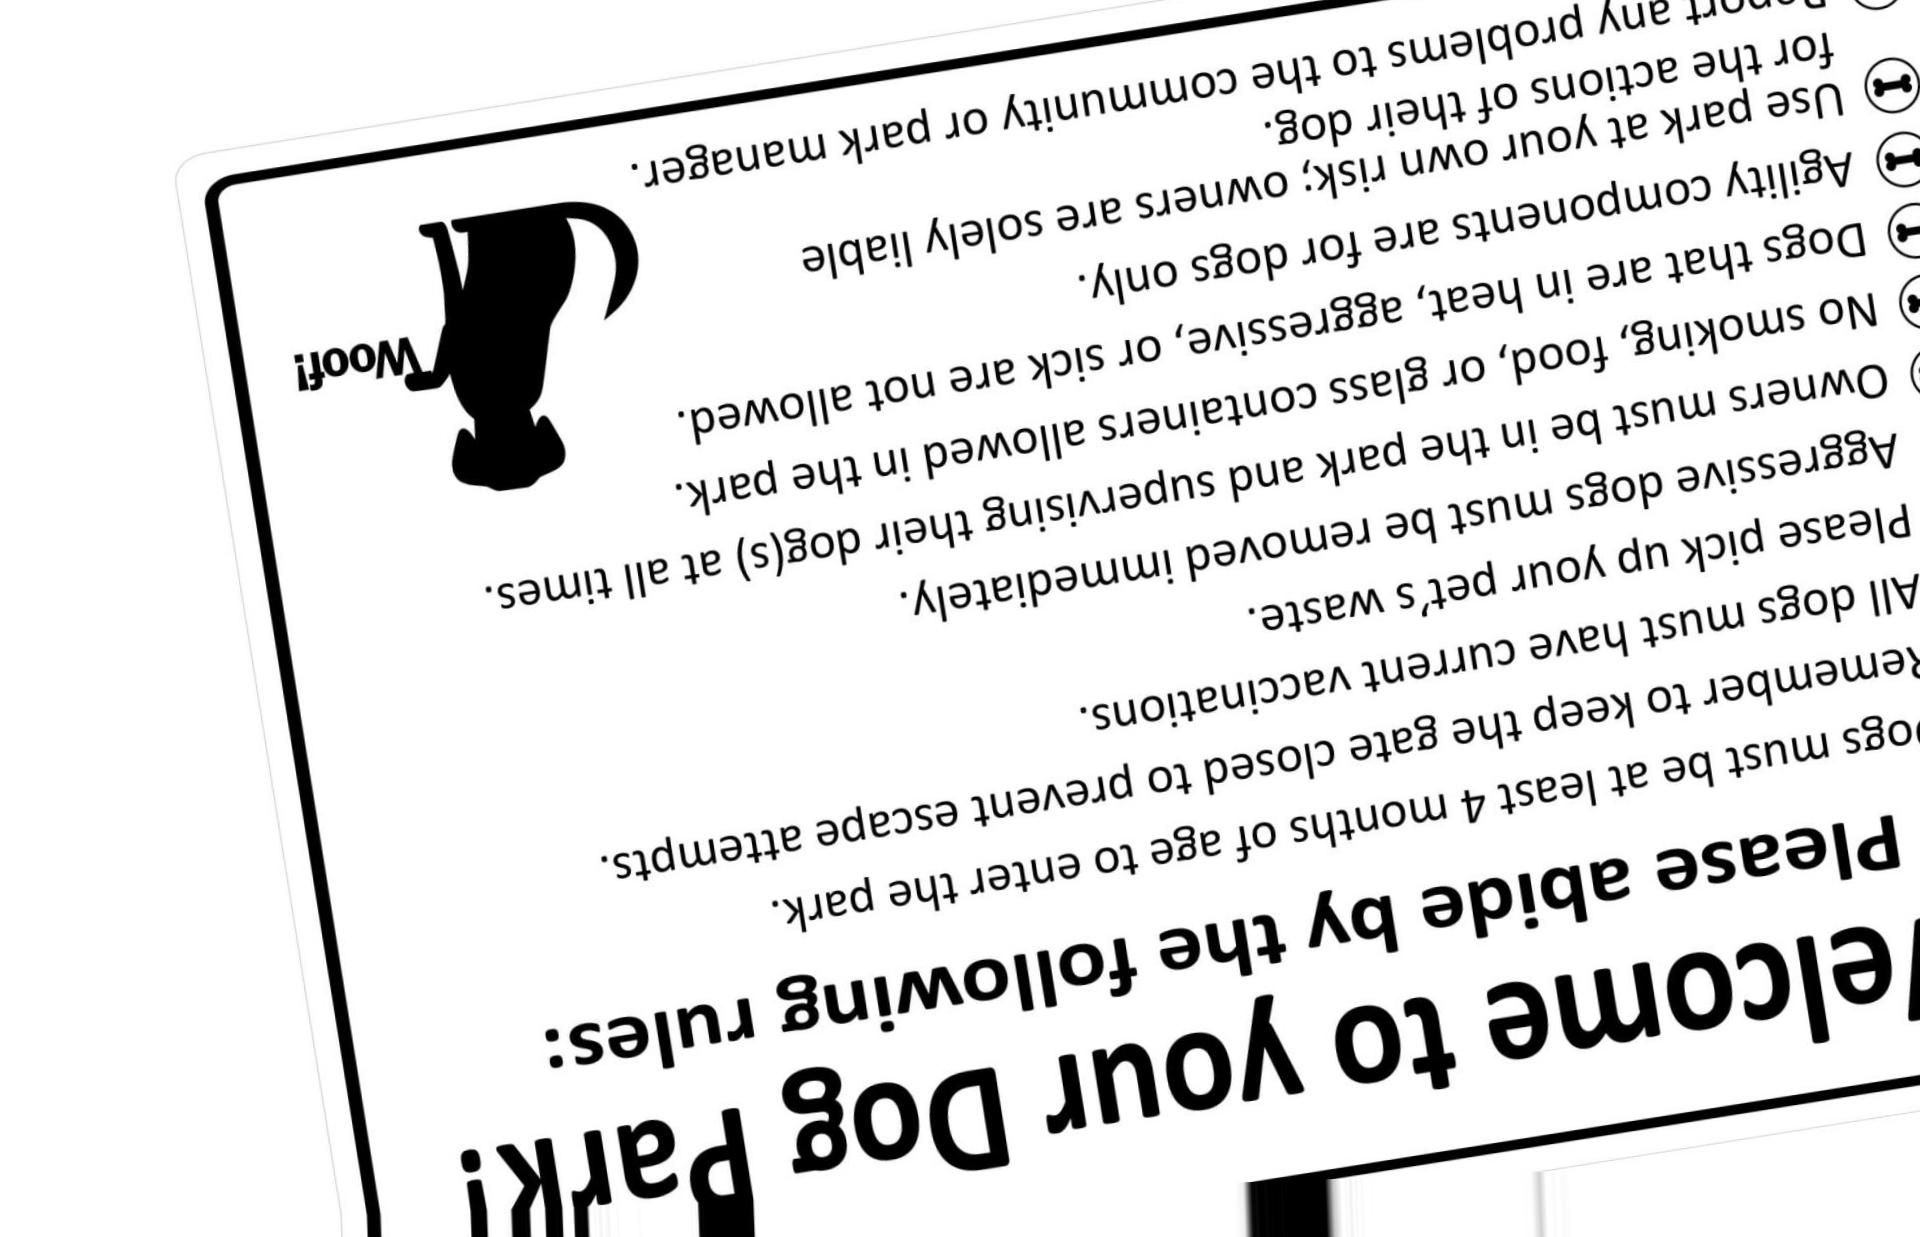 Welcome to your Dog Park!
Please abide by the following rules:
Dogs must be at least 4 months of age to enter the park.
Remember to keep the gate closed to prevent escape attempts.
All dogs must have current vaccinations.
Please pick up your pet's waste.
Aggressive dogs must be removed immediately.
Owners must be in the park and supervising their dog(s) at all times.
No smoking, food, or glass containers allowed in the park.
Dogs that are in heat, aggressive, or sick are not allowed.
Agility components are for dogs only.
Use park at your own risk; owners are solely liable
for the actions of their dog.
Report any problems to the community or park manager.
Woof!